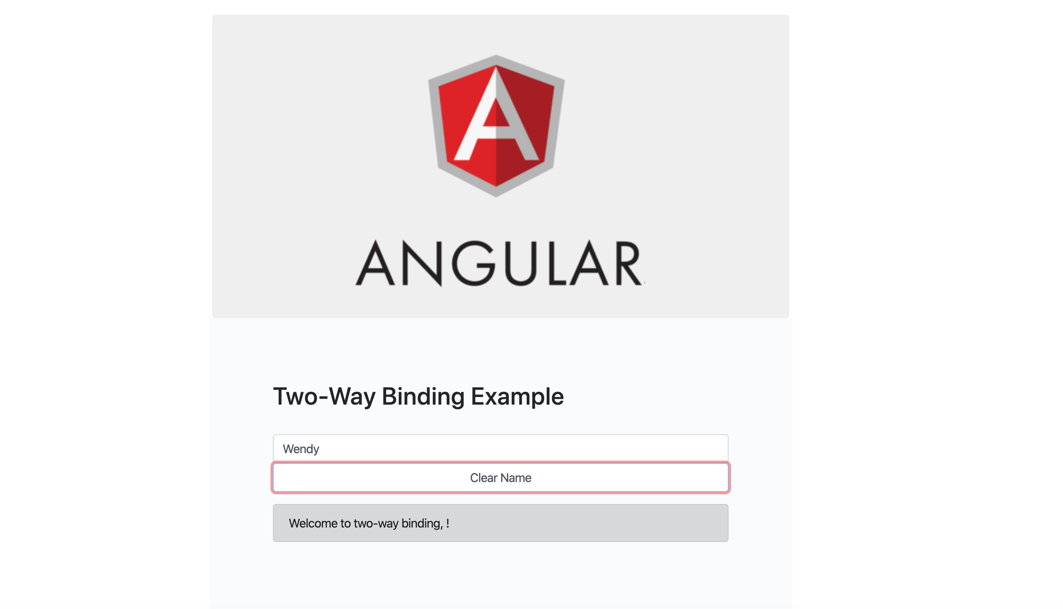 ANGULAR
Two-Way Binding Example
Wendy
Clear Name
Welcome to two-way binding, !